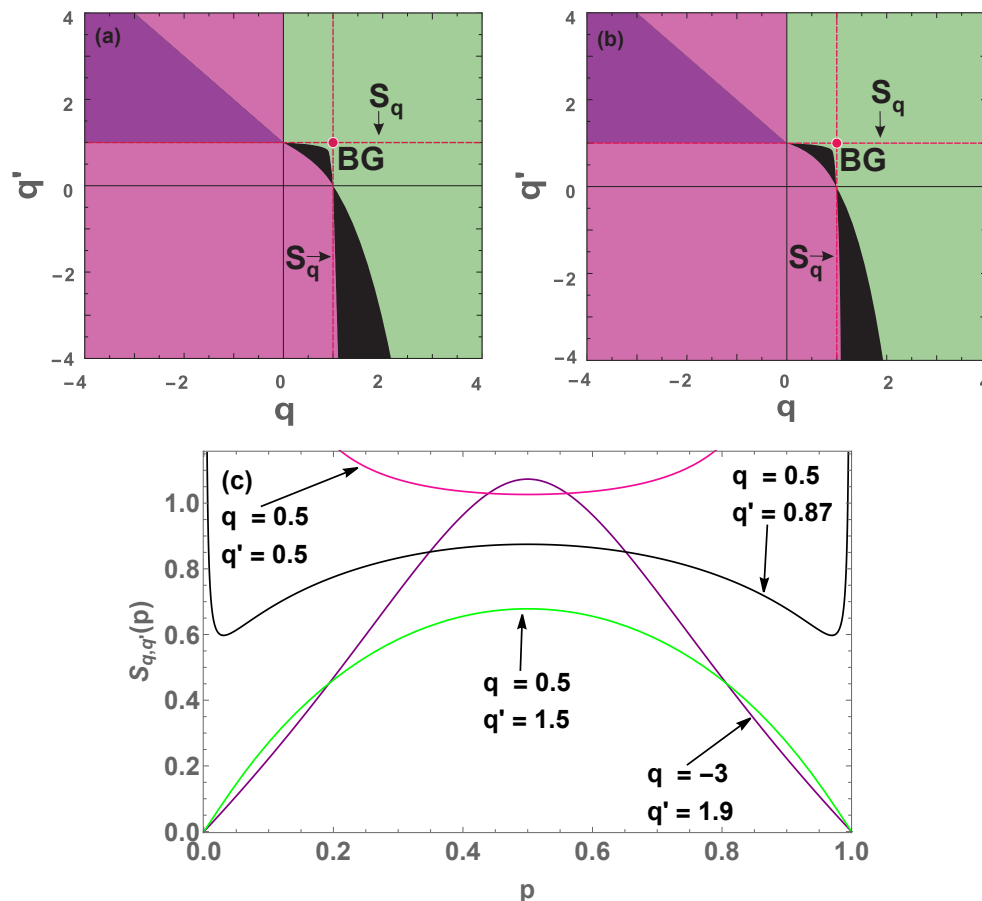 (a)
4
2
0
−2
−4
q'
S_q
BG
S_q
−4
−2
0
2
4
q
(b)
4
2
0
−2
−4
S_q
BG
S_q
−4
−2
0
2
4
q
(c)
1.0
0.8
0.6
0.4
0.2
0.0
S_{q,q'}(p)
q = 0.5
q' = 0.5
q = 0.5
q' = 0.87
q = 0.5
q' = 1.5
q = −3
q' = 1.9
0.0
0.2
0.4
0.6
0.8
1.0
p